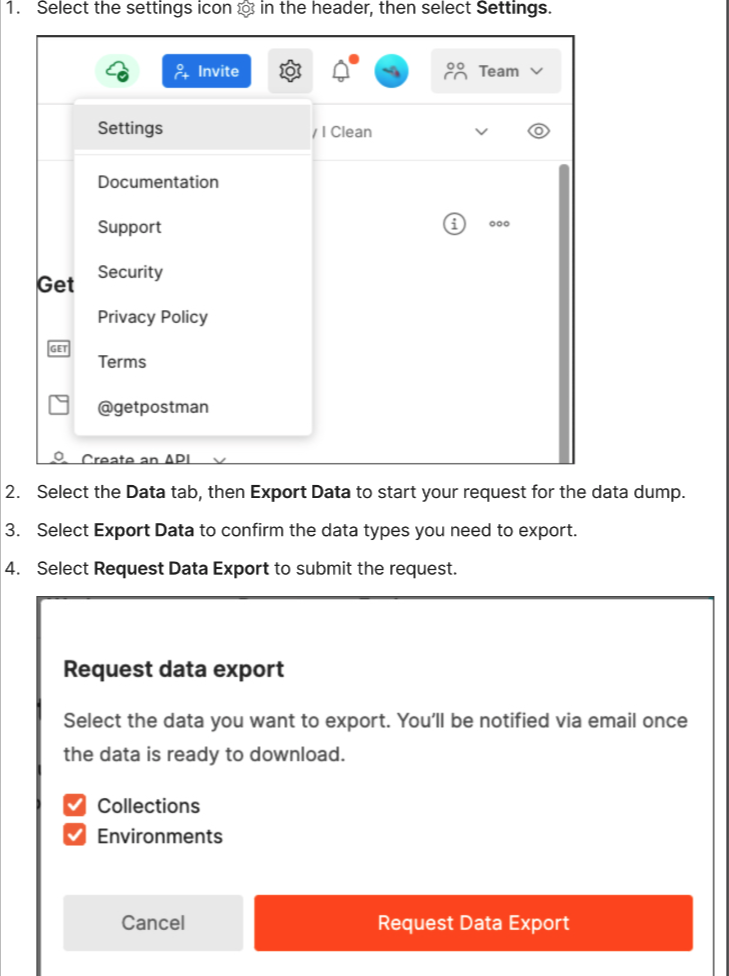 1. Select the settings icon in the header, then select Settings.
Invite
Team
Settings
y I Clean
Documentation
Support
Security
Get
Privacy Policy
GET
Terms
@getpostman
Create an API
2. Select the Data tab, then Export Data to start your request for the data dump.
3. Select Export Data to confirm the data types you need to export.
4. Select Request Data Export to submit the request.
Request data export
Select the data you want to export. You’ll be notified via email once
the data is ready to download.
Collections
Environments
Cancel
Request Data Export